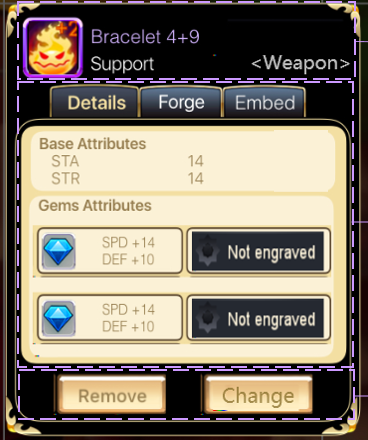 +2
Bracelet 4+9
Support <Weapon>
Details Forge Embed
Base Attributes
STA 14
STR 14
Gems Attributes
SPD +14
DEF +10
Not engraved
SPD +14
DEF +10
Not engraved
Remove Change